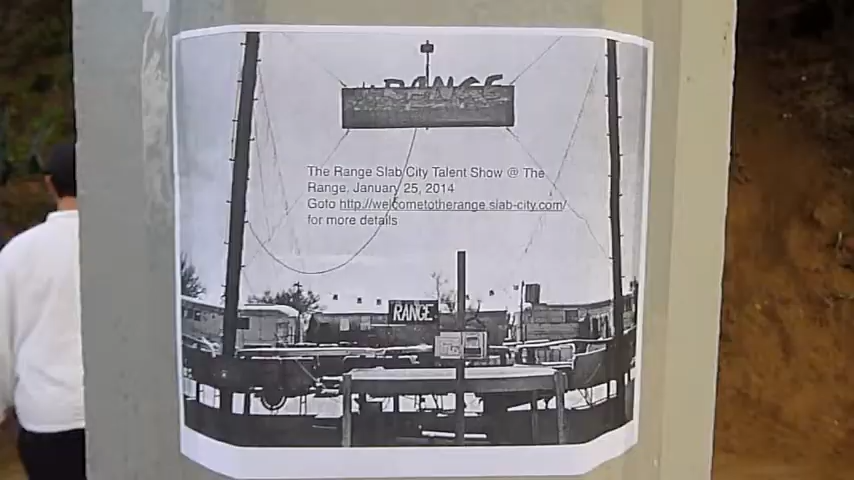 RANGE
The Range Slab City Talent Show @ The
Range, January 25, 2014
Goto http://welcometotherange.slab-city.com/
for more details
RANGE